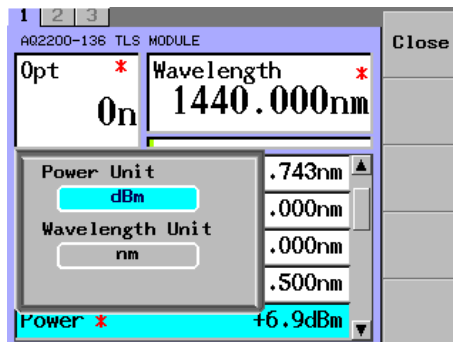 1 2 3
AQ2200-136 TLS MODULE
Close
Opt *
On
Wavelength *
1440.000nm
Power Unit
dBm
Wavelength Unit
nm
.743nm
.000nm
.000nm
.500nm
Power * +6.9dBm